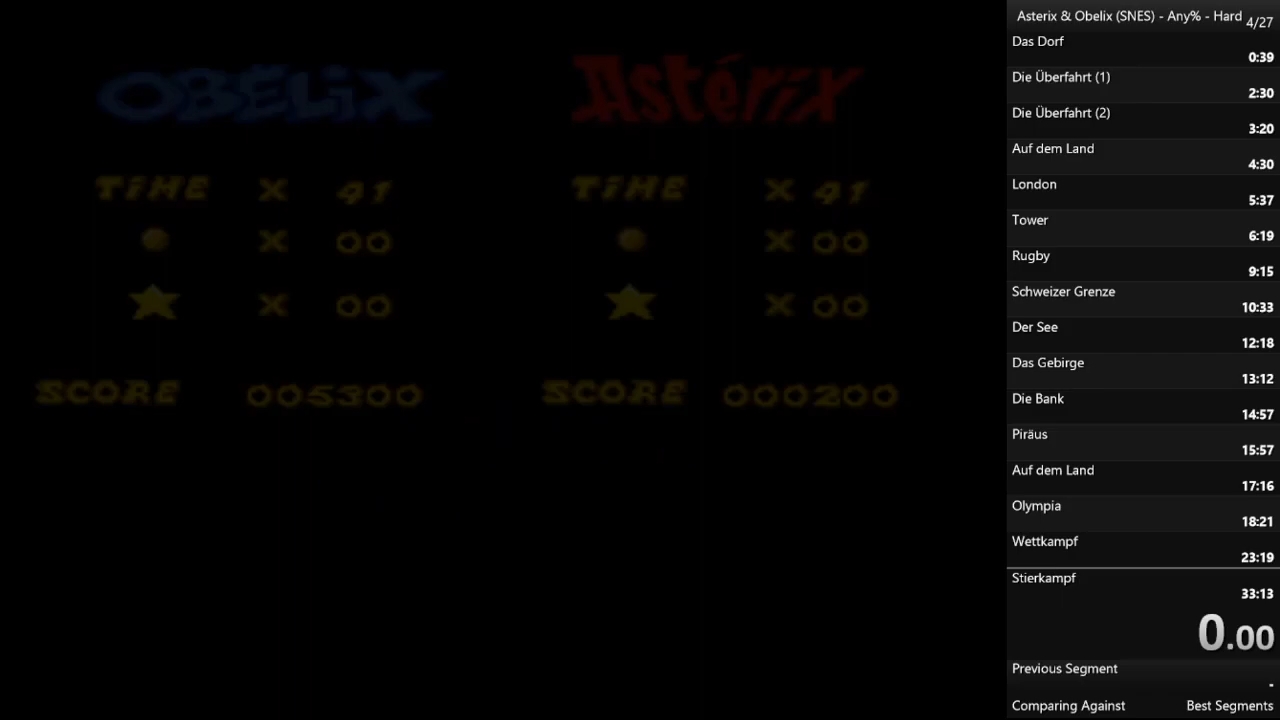 OBELiX Astérix
TiME X 41 TiME X 41
X 00 X 00
X 00 X 00
SCORE 005300 SCORE 000200
Asterix & Obelix (SNES) - Any% - Hard 4/27
Das Dorf
0:39
Die Überfahrt (1)
2:30
Die Überfahrt (2)
3:20
Auf dem Land
4:30
London
5:37
Tower
6:19
Rugby
9:15
Schweizer Grenze
10:33
Der See
12:18
Das Gebirge
13:12
Die Bank
14:57
Piräus
15:57
Auf dem Land
17:16
Olympia
18:21
Wettkampf
23:19
Stierkampf
33:13
0.00
Previous Segment
-
Comparing Against Best Segments